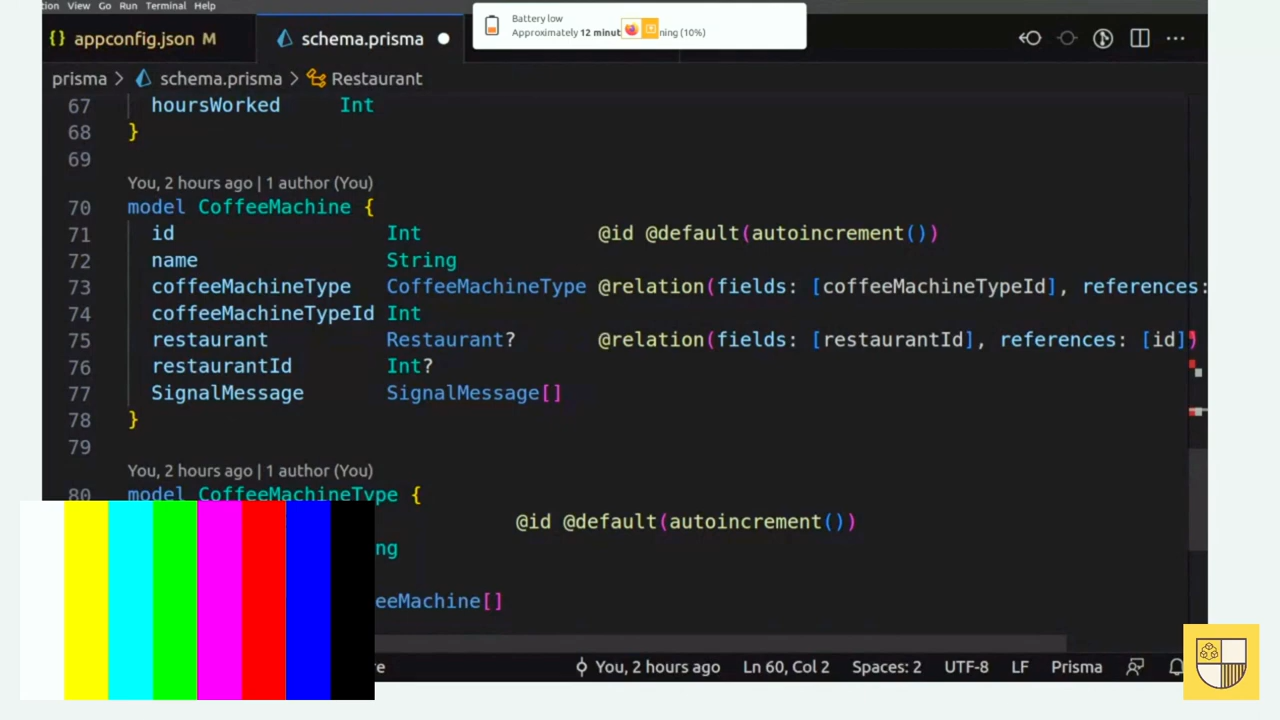 tion View Go Run Terminal Help
Battery low
Approximately 12 minut ning (10%)
{} appconfig.json M
schema.prisma
prisma > schema.prisma > Restaurant
67 hoursWorked Int
68 }
69
You, 2 hours ago | 1 author (You)
70 model CoffeeMachine {
71 id Int @id @default(autoincrement())
72 name String
73 coffeeMachineType CoffeeMachineType @relation(fields: [coffeeMachineTypeId], references:
74 coffeeMachineTypeId Int
75 restaurant Restaurant? @relation(fields: [restaurantId], references: [id])
76 restaurantId Int?
77 SignalMessage SignalMessage[]
78 }
79
You, 2 hours ago | 1 author (You)
80 model CoffeeMachineType {
@id @default(autoincrement())
ng
eeMachine[]
re You, 2 hours ago Ln 60, Col 2 Spaces: 2 UTF-8 LF Prisma